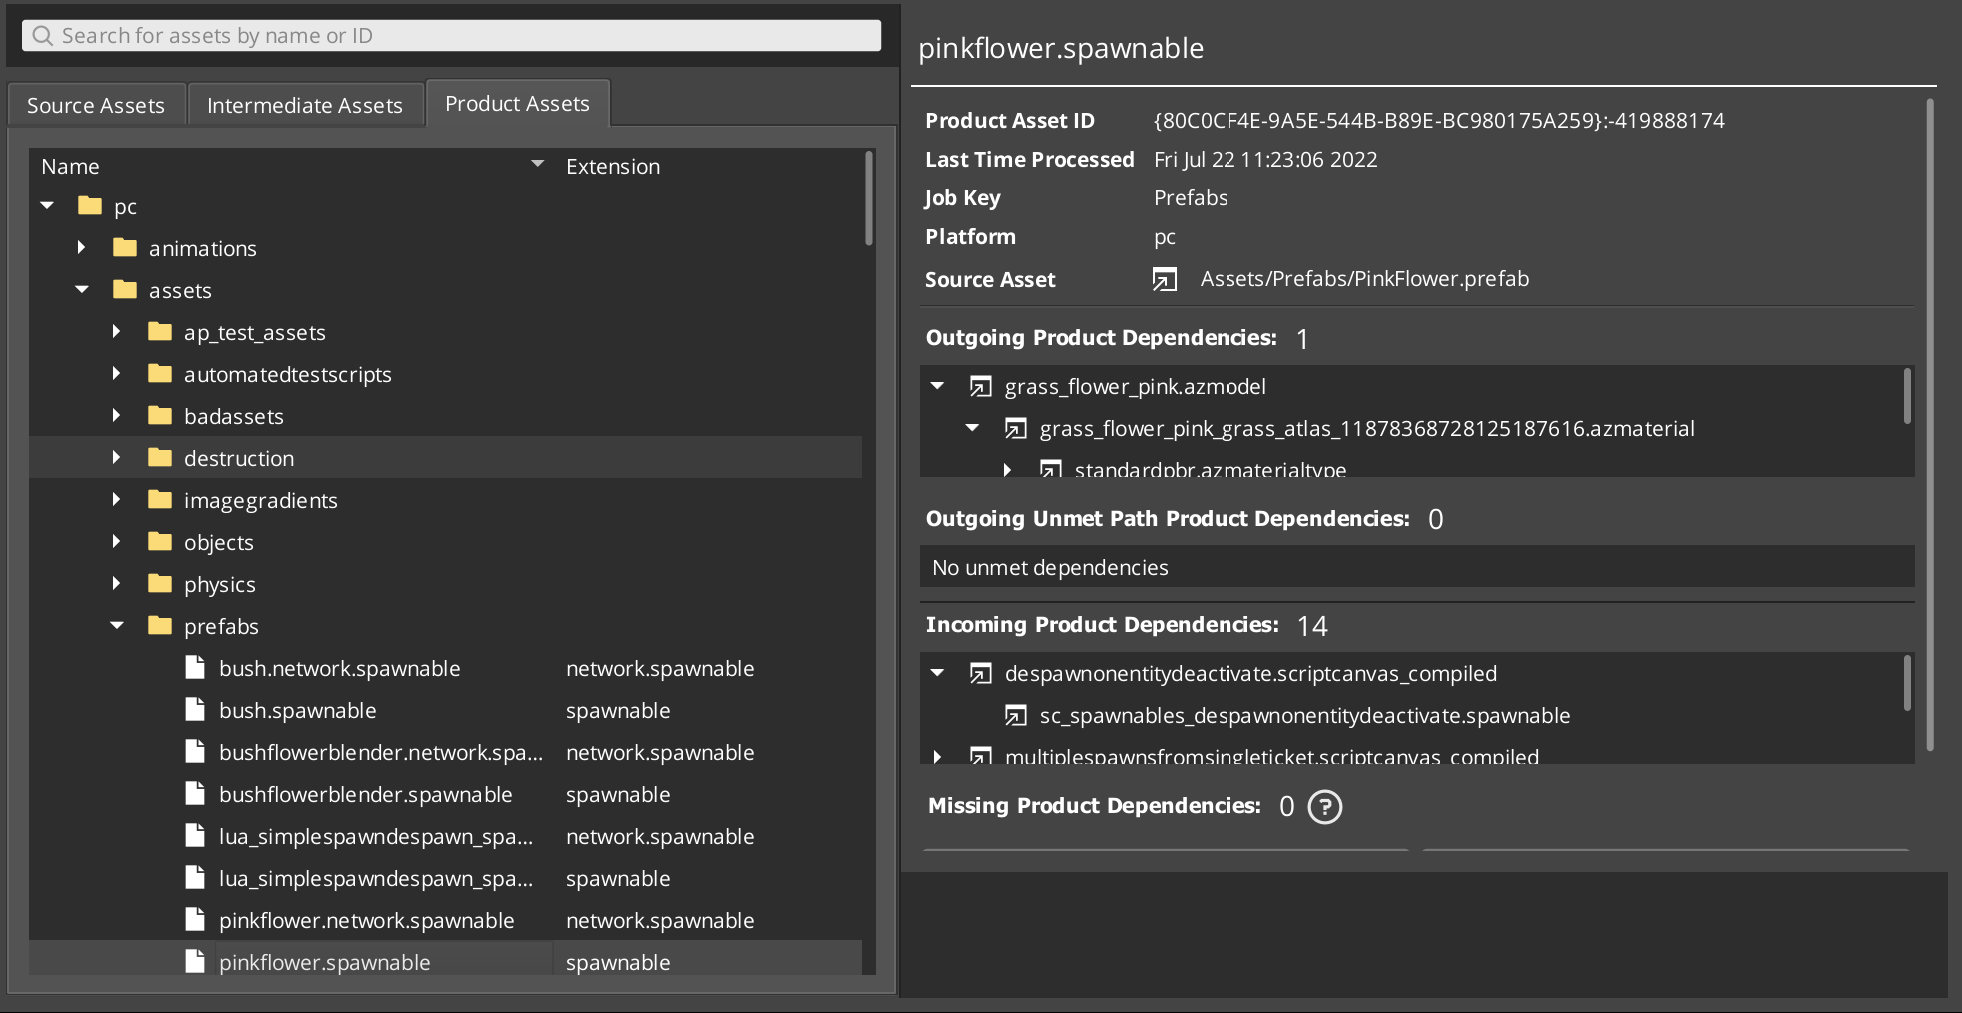 Search for assets by name or ID
Source Assets
Intermediate Assets
Product Assets
Name
Extension
pc
animations
assets
ap_test_assets
automatedtestscripts
badassets
destruction
imagegradients
objects
physics
prefabs
bush.network.spawnable network.spawnable
bush.spawnable spawnable
bushflowerblender.network.spa... network.spawnable
bushflowerblender.spawnable spawnable
lua_simplespawndespawn_spa... network.spawnable
lua_simplespawndespawn_spa... spawnable
pinkflower.network.spawnable network.spawnable
pinkflower.spawnable spawnable
pinkflower.spawnable
Product Asset ID {80C0CF4E-9A5E-544B-B89E-BC980175A259}:-419888174
Last Time Processed Fri Jul 22 11:23:06 2022
Job Key Prefabs
Platform pc
Source Asset Assets/Prefabs/PinkFlower.prefab
Outgoing Product Dependencies: 1
grass_flower_pink.azmodel
grass_flower_pink_grass_atlas_11878368728125187616.azmaterial
standardpbr.azmaterialtype
Outgoing Unmet Path Product Dependencies: 0
No unmet dependencies
Incoming Product Dependencies: 14
despawnonentitydeactivate.scriptcanvas_compiled
sc_spawnables_despawnonentitydeactivate.spawnable
multiplespawnsfromsingleticket.scriptcanvas_compiled
Missing Product Dependencies: 0 ?